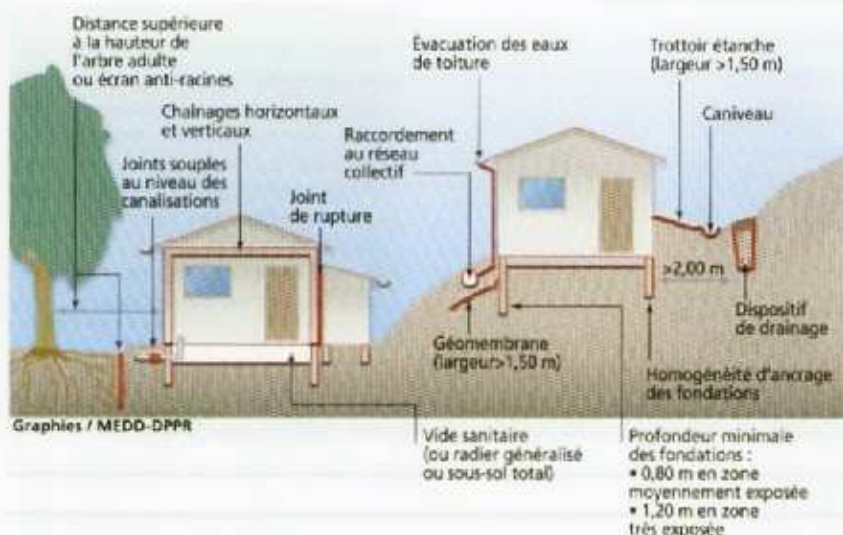 Distance supérieure
à la hauteur de
l'arbre adulte
ou écran anti-racines
Chaînages horizontaux
et verticaux
Joints souples
au niveau des
canalisations
Joint
de rupture
Évacuation des eaux
de toiture
Raccordement
au réseau
collectif
Trottoir étanche
(largeur >1,50 m)
Caniveau
>2,00 m
Géomembrane
(largeur>1,50 m)
Dispositif
de drainage
Homogénéité d'ancrage
des fondations
Graphies / MEDD-DPPR
Vide sanitaire
(ou radier généralisé
ou sous-sol total)
Profondeur minimale
des fondations :
• 0,80 m en zone
moyennement exposée
• 1,20 m en zone
très exposée